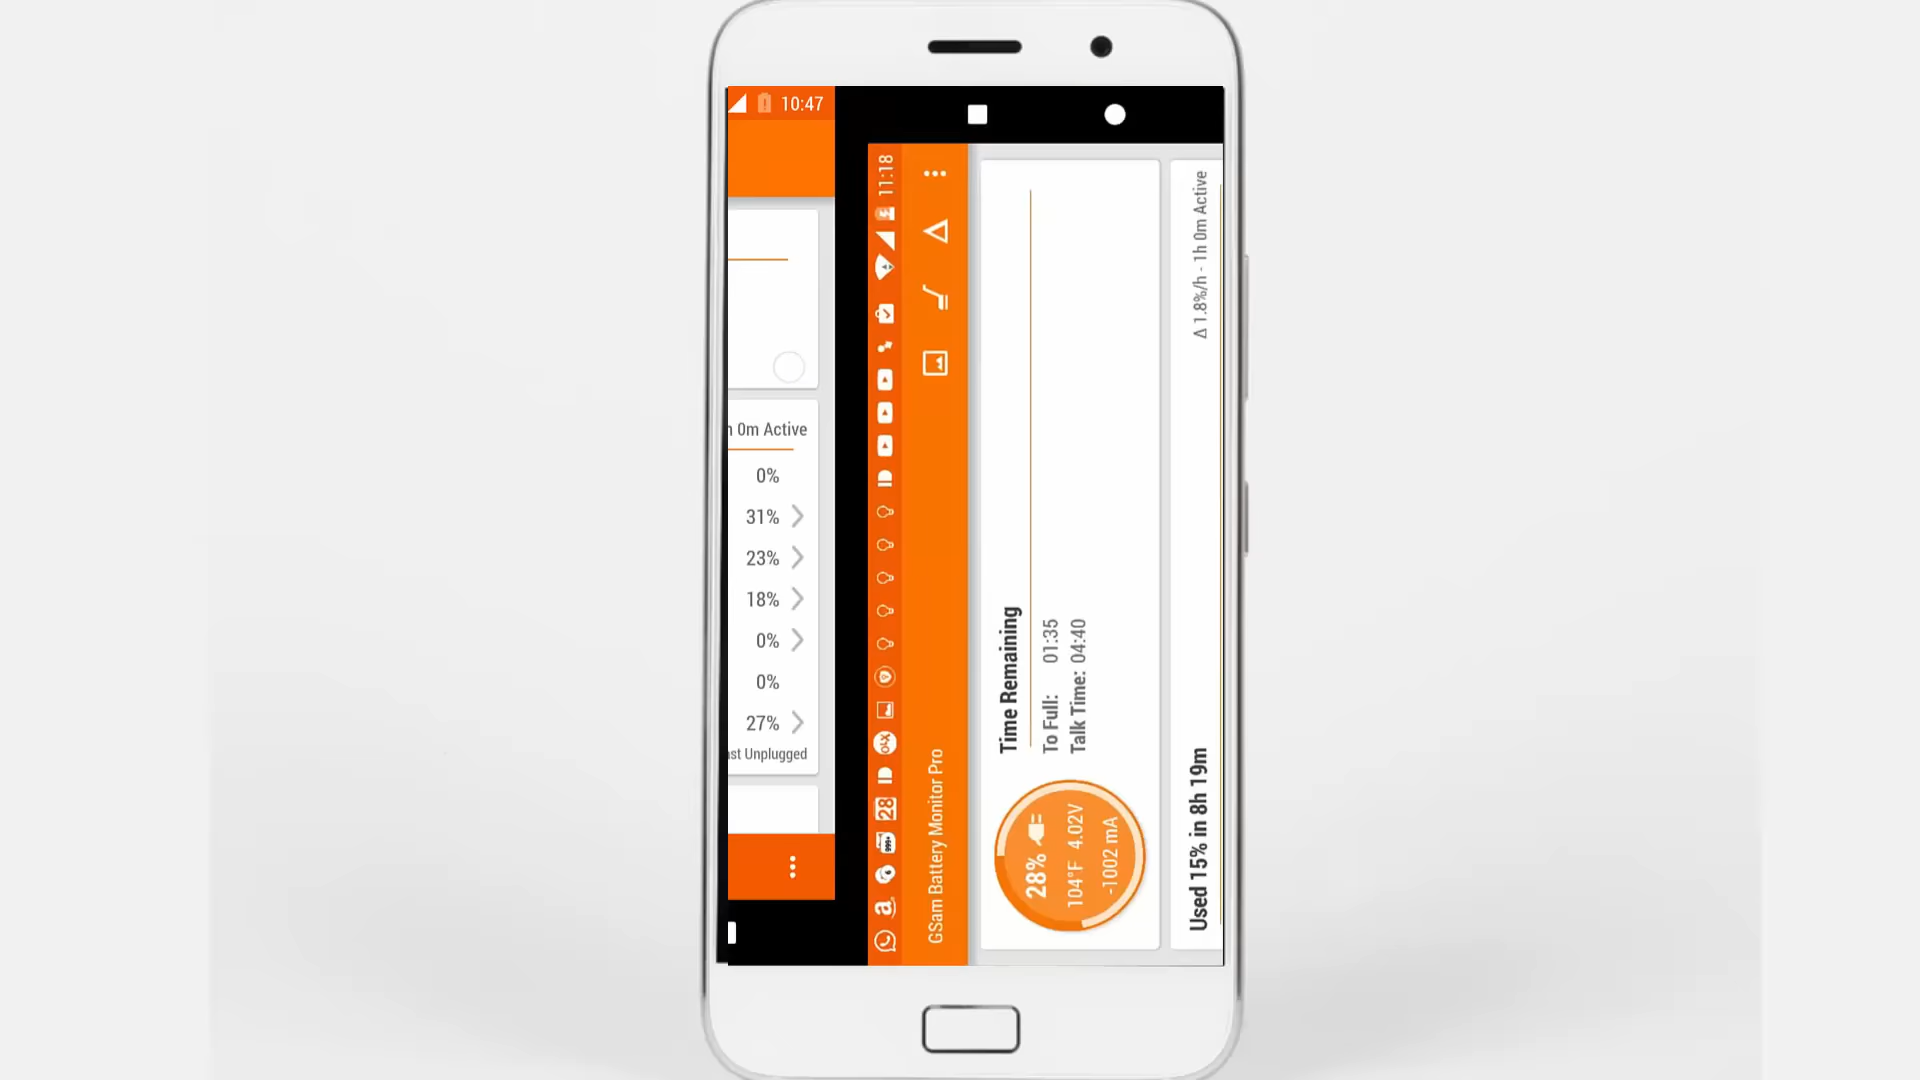 10:47
0m Active
0%
31%
23%
18%
0%
0%
27%
Unplugged
11:18
GSam Battery Monitor Pro
28
999+
28%
104°F 4.02V
-1002 mA
Time Remaining
To Full: 01:35
Talk Time: 04:40
Used 15% in 8h 19m
Δ 1.8%/h - 1h 0m Active